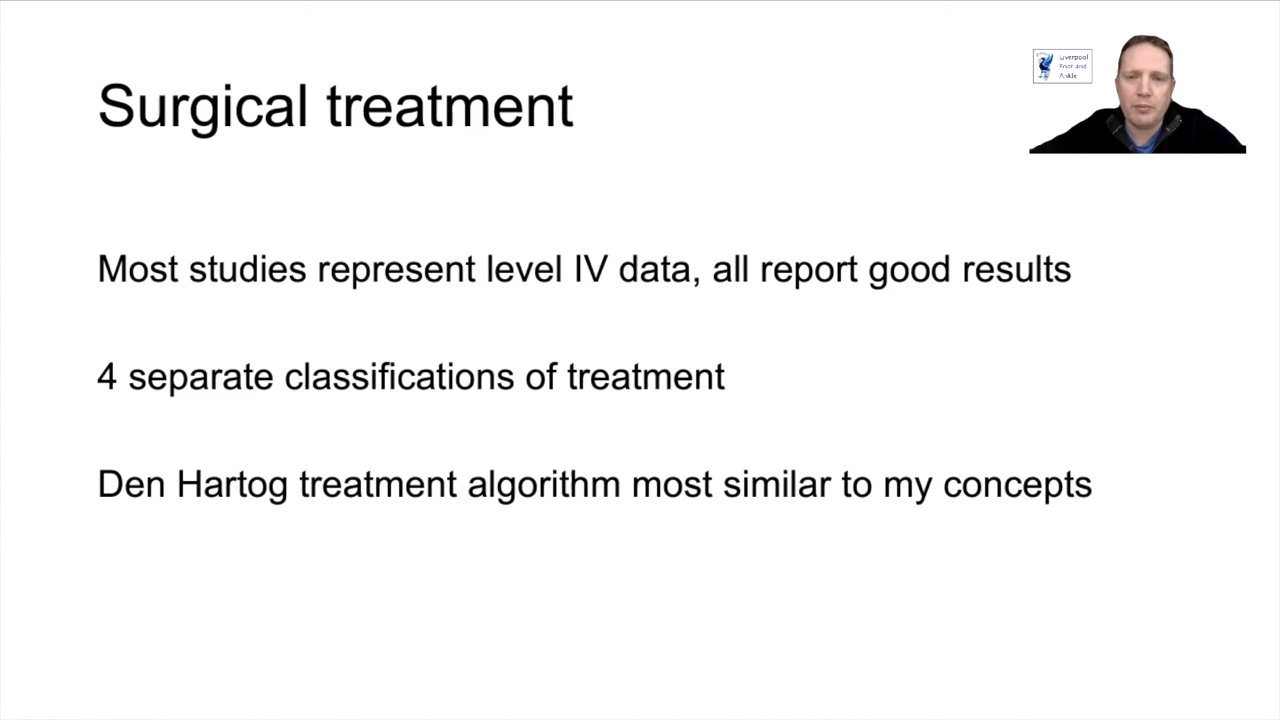 Surgical treatment
Liverpool
Foot and
Ankle
Most studies represent level IV data, all report good results
4 separate classifications of treatment
Den Hartog treatment algorithm most similar to my concepts